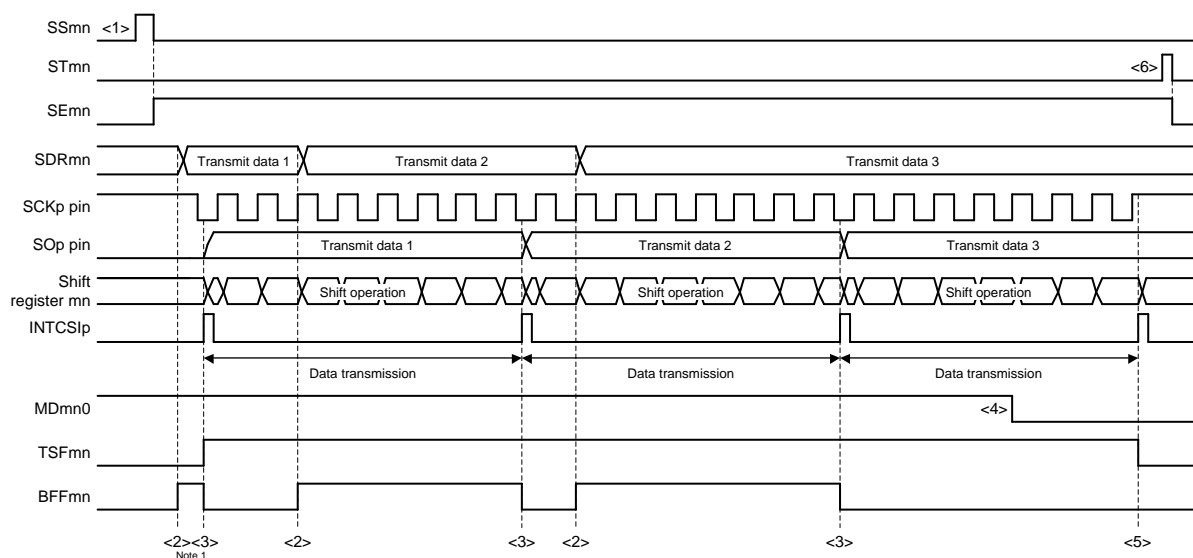 SSmn
<1>
STmn
<6>
SEmn
SDRmn
Transmit data 1
Transmit data 2
Transmit data 3
SCKp pin
SOp pin
Transmit data 1
Transmit data 2
Transmit data 3
Shift
register mn
Shift operation
Shift operation
Shift operation
INTCSIp
Data transmission
Data transmission
Data transmission
MDmn0
<4>
TSFmn
BFFmn
<2><3>
<2>
<3>
<2>
<3>
<5>
Note 1